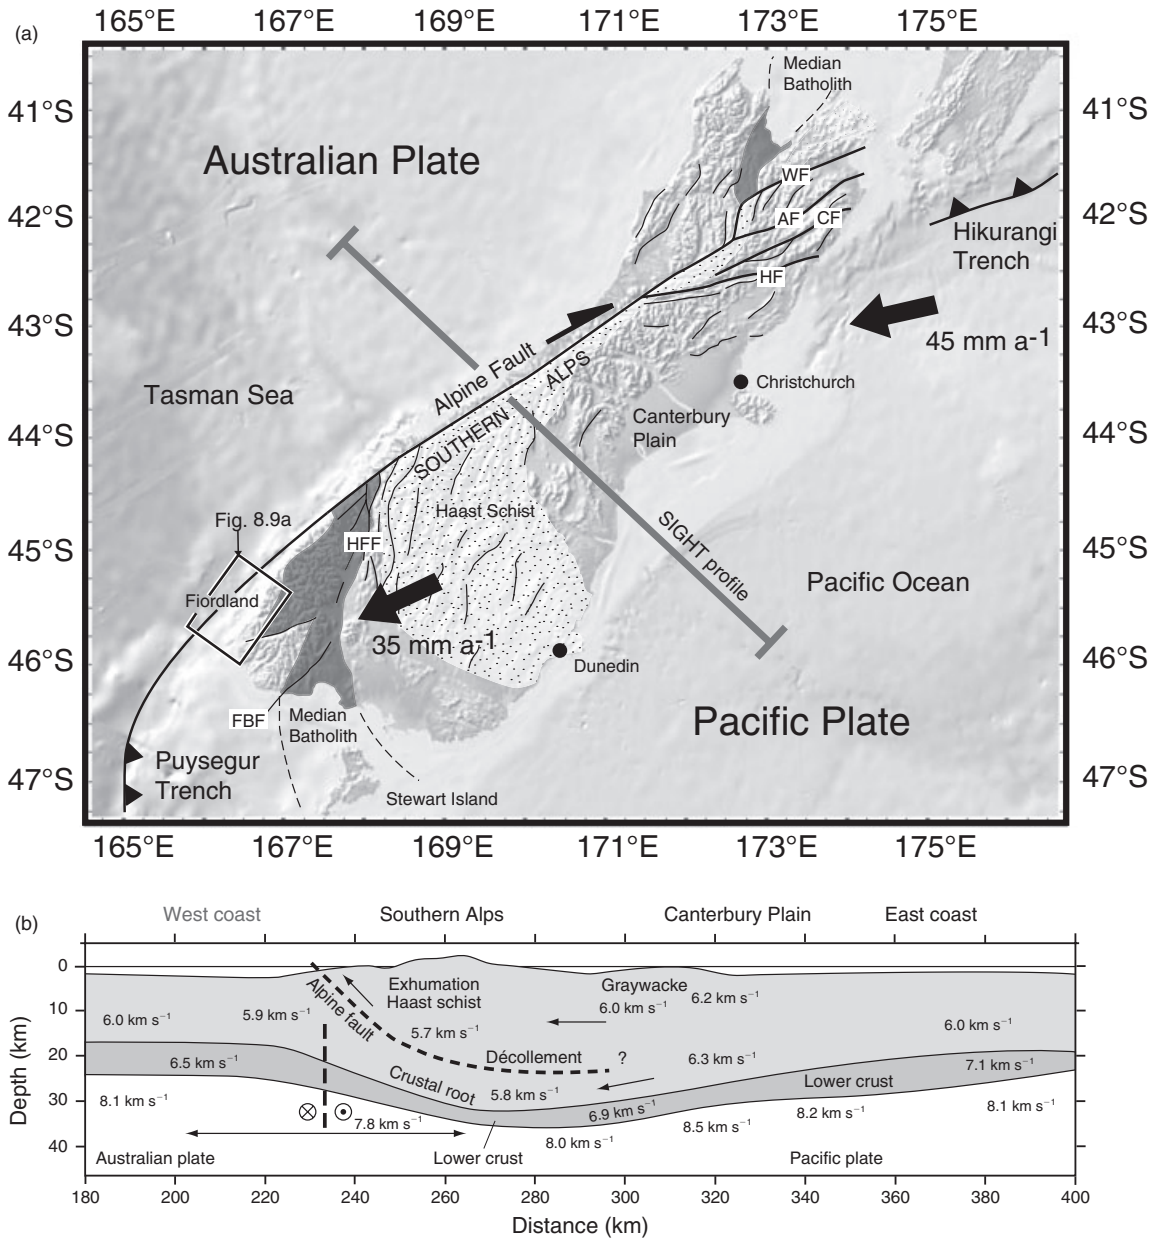 (a)
165°E 167°E 169°E 171°E 173°E 175°E
41°S
42°S
43°S
44°S
45°S
46°S
47°S
41°S
42°S
43°S
44°S
45°S
46°S
47°S
Median
Batholith
Australian Plate
WF
AF
CF
HF
Hikurangi
Trench
45 mm a-1
Alpine Fault
SOUTHERN ALPS
Tasman Sea
Christchurch
Canterbury
Plain
Haast Schist
SIGHT profile
Fig. 8.9a
HFF
Fiordland
35 mm a-1
Pacific Ocean
Dunedin
Pacific Plate
FBF
Median
Batholith
Puysegur
Trench
Stewart Island
165°E 167°E 169°E 171°E 173°E 175°E
(b)
West coast Southern Alps Canterbury Plain East coast
Depth (km)
0
10
20
30
40
Exhumation
Haast schist
Graywacke
Alpine fault
6.0 km s⁻¹
5.9 km s⁻¹
5.7 km s⁻¹
6.0 km s⁻¹
6.2 km s⁻¹
6.0 km s⁻¹
6.5 km s⁻¹
Décollement
?
6.3 km s⁻¹
7.1 km s⁻¹
Crustal root
5.8 km s⁻¹
Lower crust
8.1 km s⁻¹
7.8 km s⁻¹
6.9 km s⁻¹
8.0 km s⁻¹
8.5 km s⁻¹
8.2 km s⁻¹
8.1 km s⁻¹
Australian plate
Lower crust
Pacific plate
180 200 220 240 260 280 300 320 340 360 380 400
Distance (km)